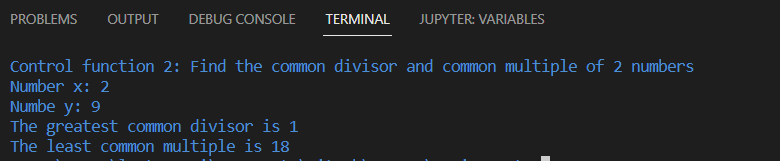 PROBLEMS OUTPUT DEBUG CONSOLE TERMINAL JUPYTER: VARIABLES
Control function 2: Find the common divisor and common multiple of 2 numbers
Number x: 2
Numbe y: 9
The greatest common divisor is 1
The least common multiple is 18